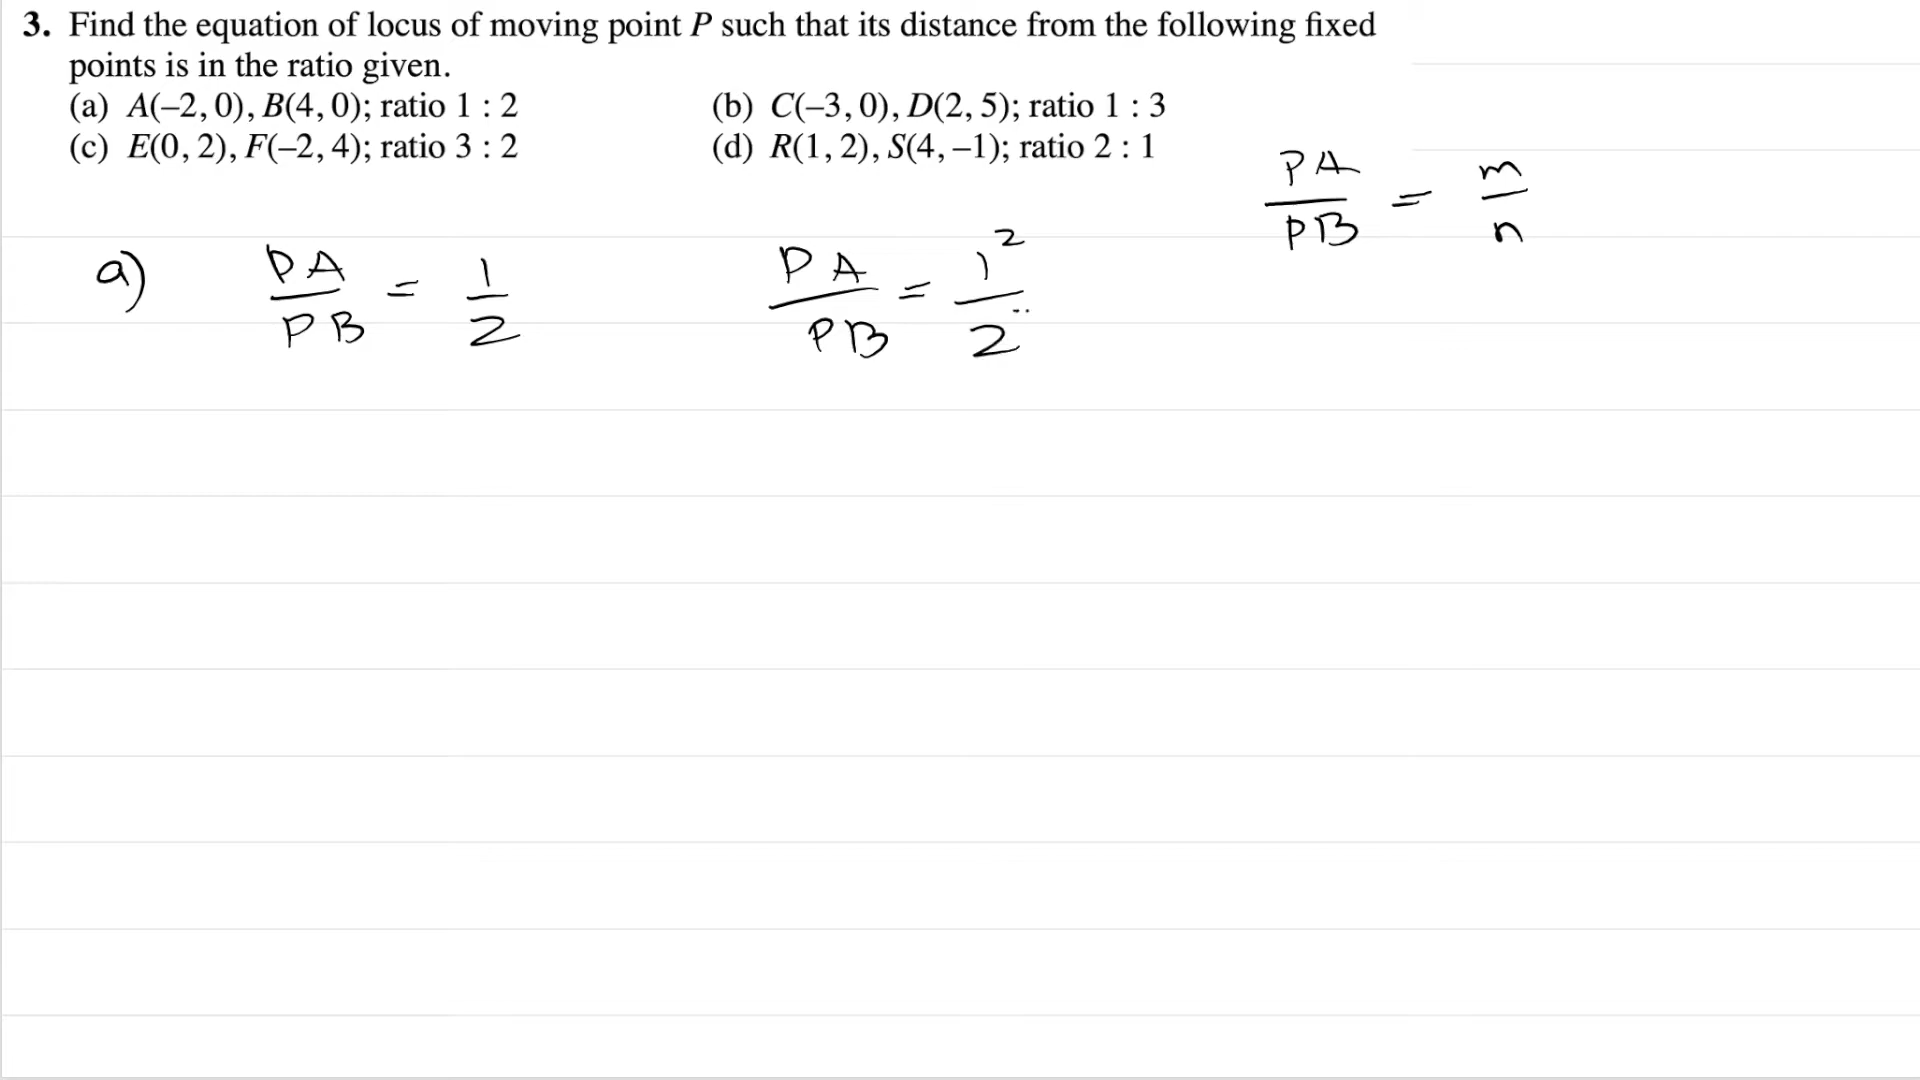 3. Find the equation of locus of moving point P such that its distance from the following fixed
points is in the ratio given.
(a) A(–2, 0), B(4, 0); ratio 1 : 2
(b) C(–3, 0), D(2, 5); ratio 1 : 3
(c) E(0, 2), F(–2, 4); ratio 3 : 2
(d) R(1, 2), S(4, –1); ratio 2 : 1
PA/PB = m/n
a) PA/PB = 1/2
PA/PB = 1²/2